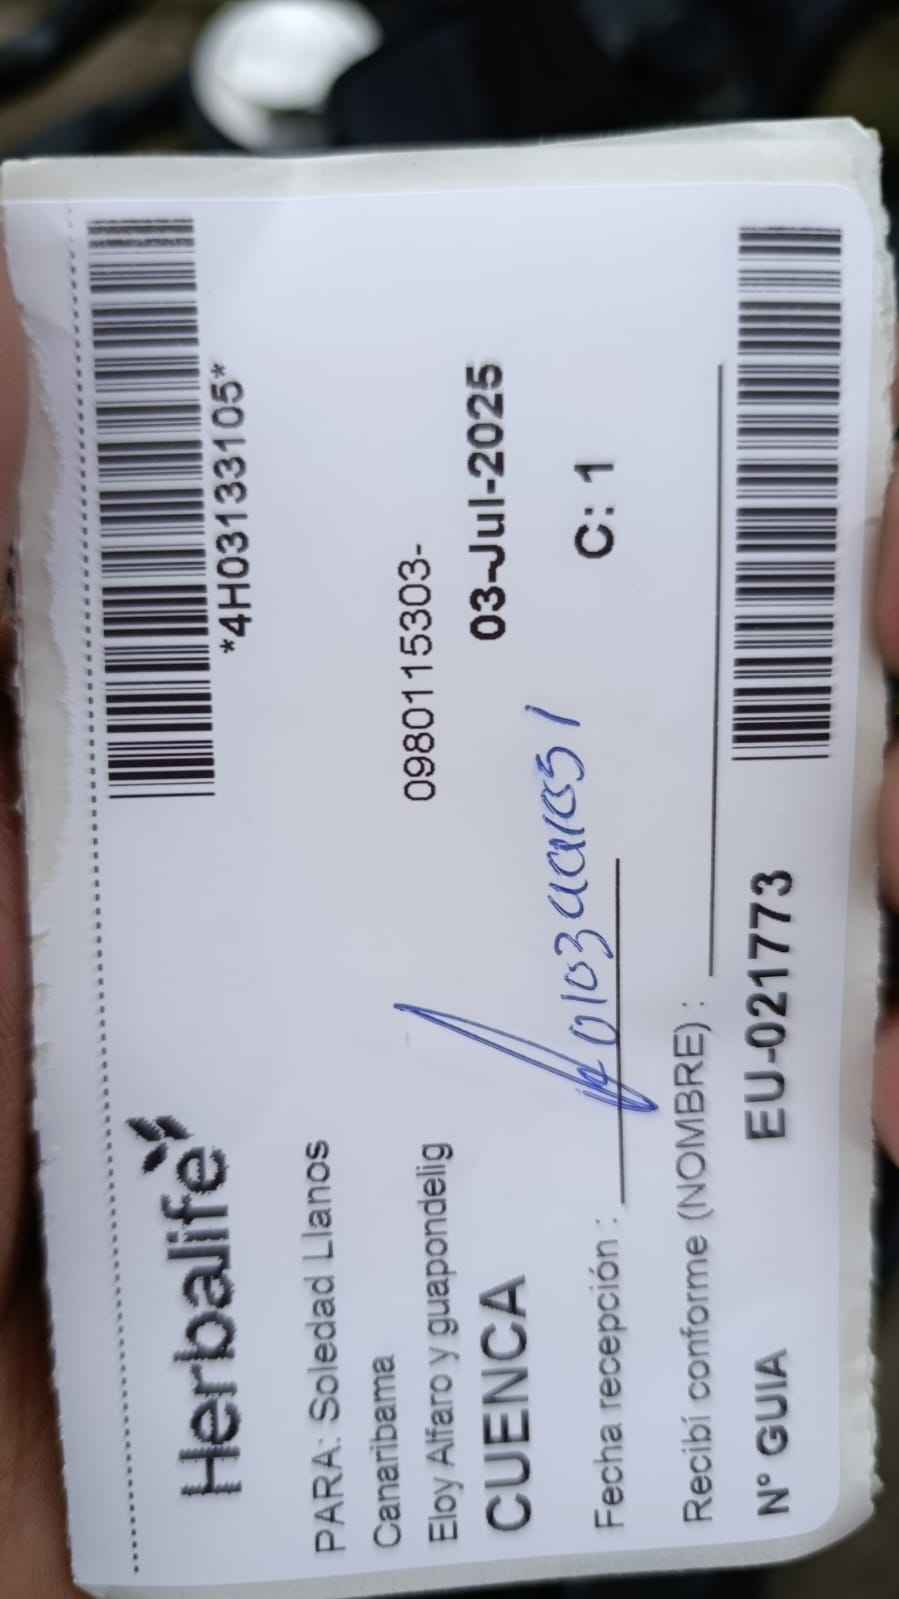 Herbalife
*4H03133105*
PARA: Soledad Llanos
Canaribama
Eloy Alfaro y guapondelig
0980115303-
CUENCA
03-Jul-2025
Fecha recepción :
C: 1
Recibí conforme (NOMBRE) :
N° GUIA
EU-021773